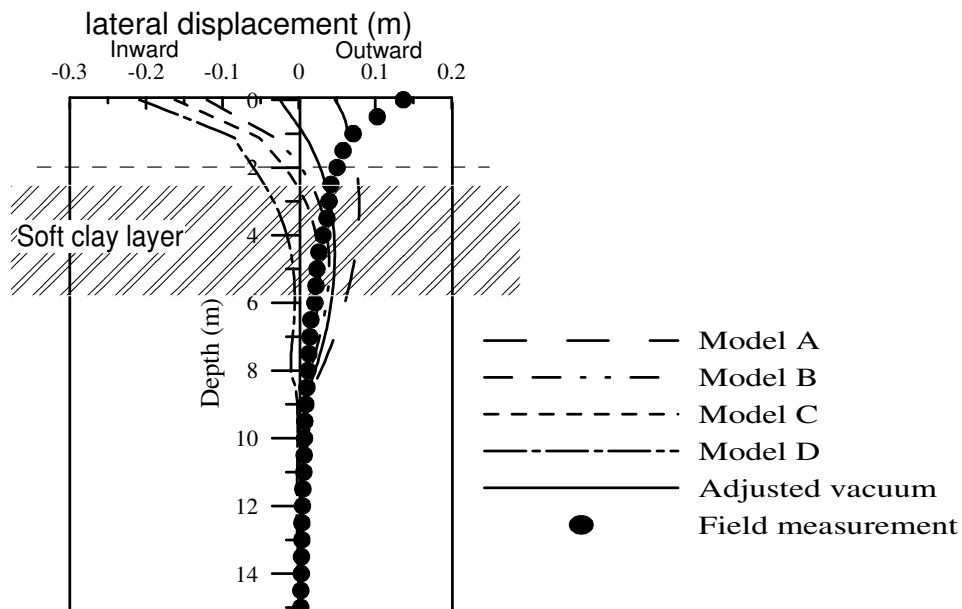 lateral displacement (m)
Inward Outward
-0.3 -0.2 -0.1 0 0.1 0.2
0
2
Soft clay layer
4
6
8
10
12
14
Depth (m)
Model A
Model B
Model C
Model D
Adjusted vacuum
Field measurement